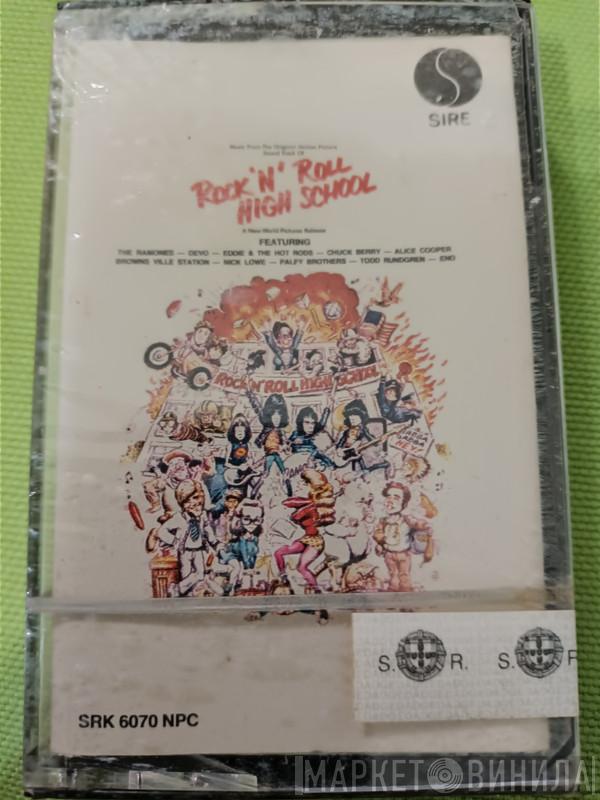 SIRE
Music From The Original Motion Picture
Sound Track Of
ROCK 'N' ROLL
HIGH SCHOOL
A New World Pictures Release
FEATURING
THE RAMONES — DEVO — EDDIE & THE HOT RODS — CHUCK BERRY — ALICE COOPER
BROWNS VILLE STATION — NICK LOWE — PALEY BROTHERS — TODD RUNDGREN — ENO
ROCK 'N' ROLL HIGH SCHOOL
GABBA
HEY!
S. R. S. R
SRK 6070 NPC
МАРКЕТ ВИНИЛА